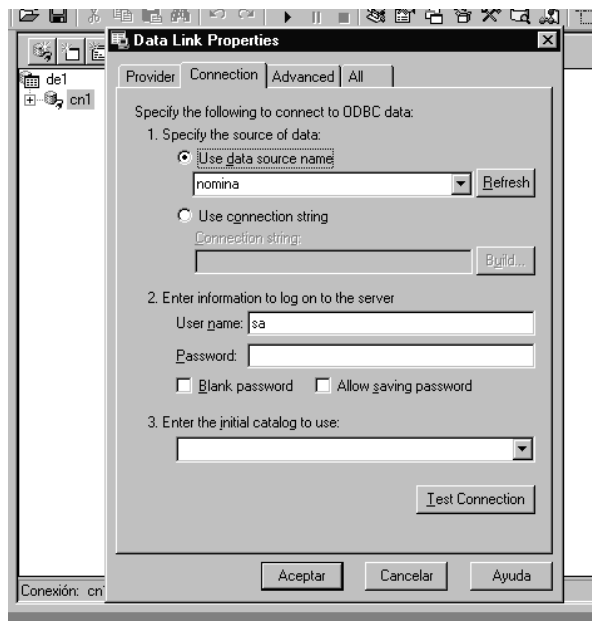 Data Link Properties
de1
cn1
Provider Connection Advanced All
Specify the following to connect to ODBC data:
1. Specify the source of data:
Use data source name
nomina
Refresh
Use connection string
Connection string:
Build...
2. Enter information to log on to the server
User name: sa
Password:
Blank password Allow saving password
3. Enter the initial catalog to use:
Test Connection
Aceptar Cancelar Ayuda
Conexión: cn